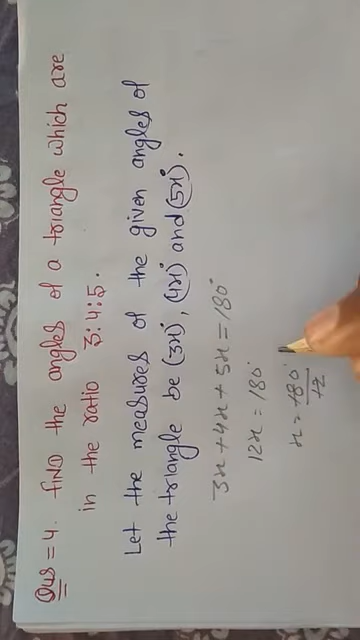 Qus = 4. FIND the angles of a triangle which are
in the ratio 3:4:5.
Let the measures of the given angles of
the triangle be (3x)°, (4x)° and (5x)°.
3x + 4x + 5x = 180°
12x = 180°
x = 180°
12